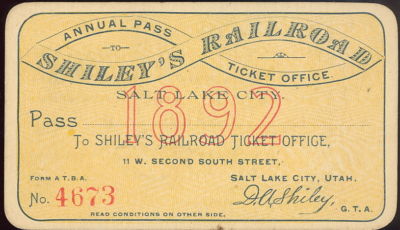 ANNUAL PASS
-TO-
SHILEY'S RAILROAD
TICKET OFFICE
SALT LAKE CITY.
1892
Pass
To SHILEY'S RAILROAD TICKET OFFICE,
11 W. SECOND SOUTH STREET,
FORM A T.B.A. SALT LAKE CITY, UTAH.
No. 4673 D.A. Shiley, G.T.A.
READ CONDITIONS ON OTHER SIDE.